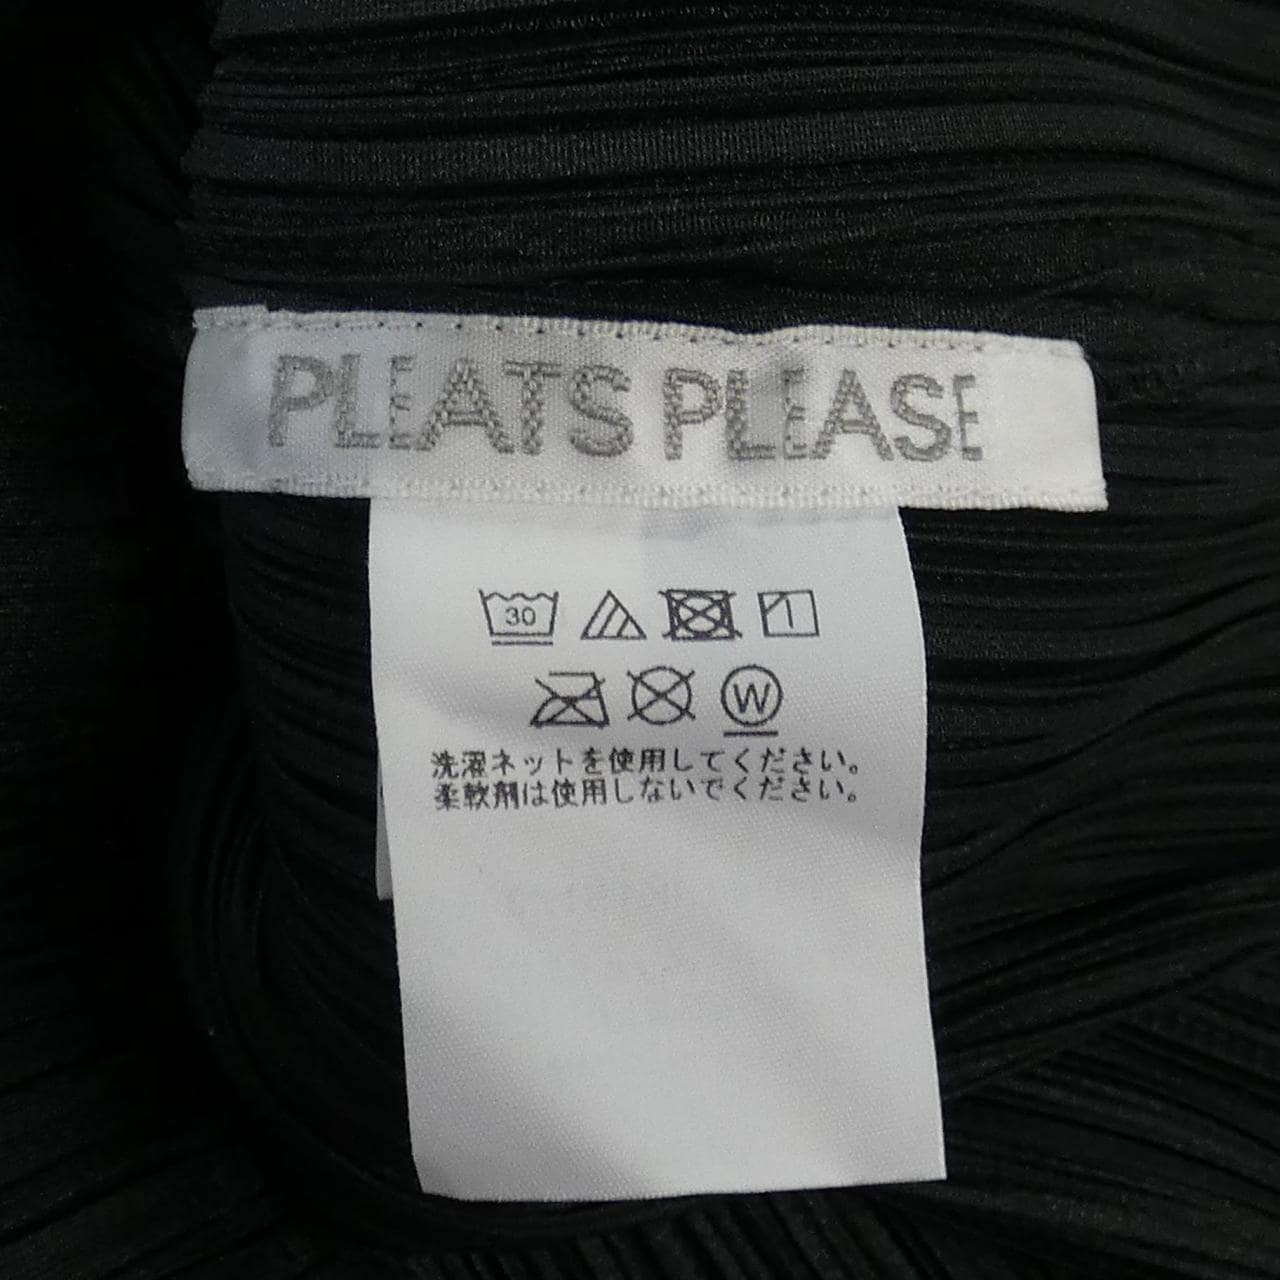 PLEATS PLEASE
30
W
洗濯ネットを使用してください。
柔軟剤は使用しないでください。